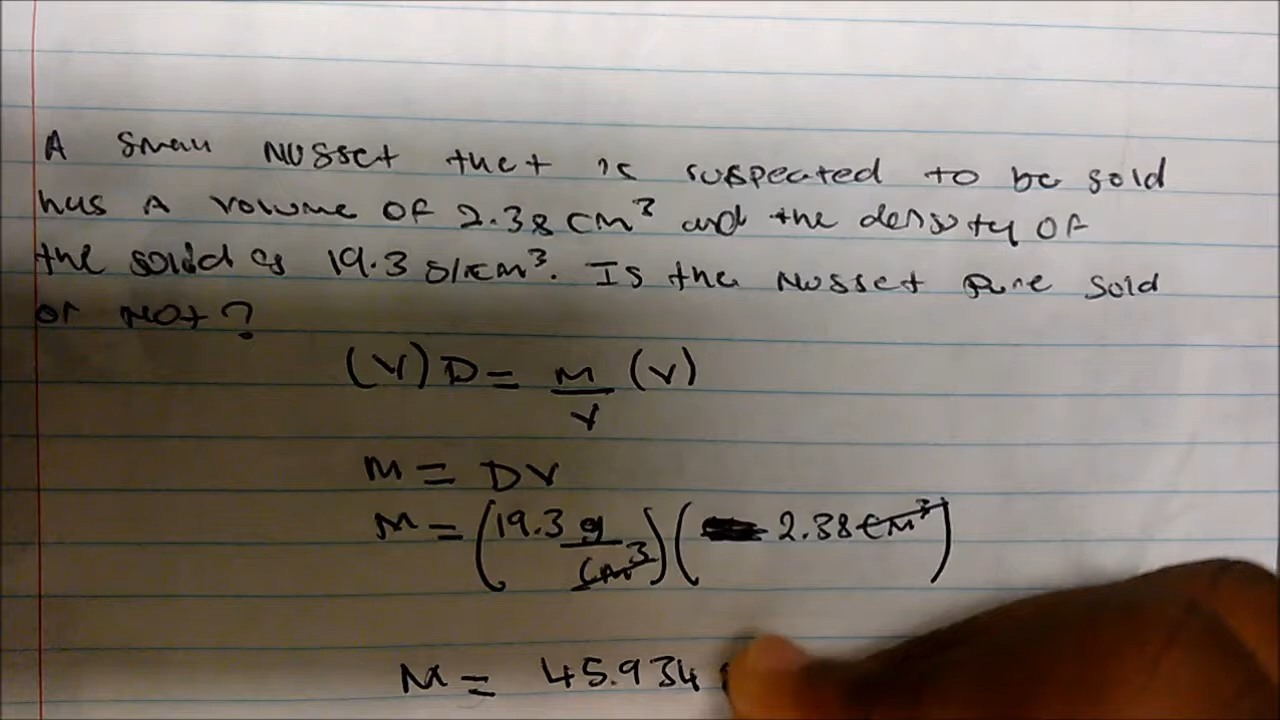 A small nugget that is suspected to be gold
has A volume of 2.38 cm³ and the density of
the solid is 19.3 g/cm³. Is the nugget pure gold
or not?
(V) D = M/V (V)
M = DV
M = (19.3 g/cm³) (2.38 cm³)
M = 45.934